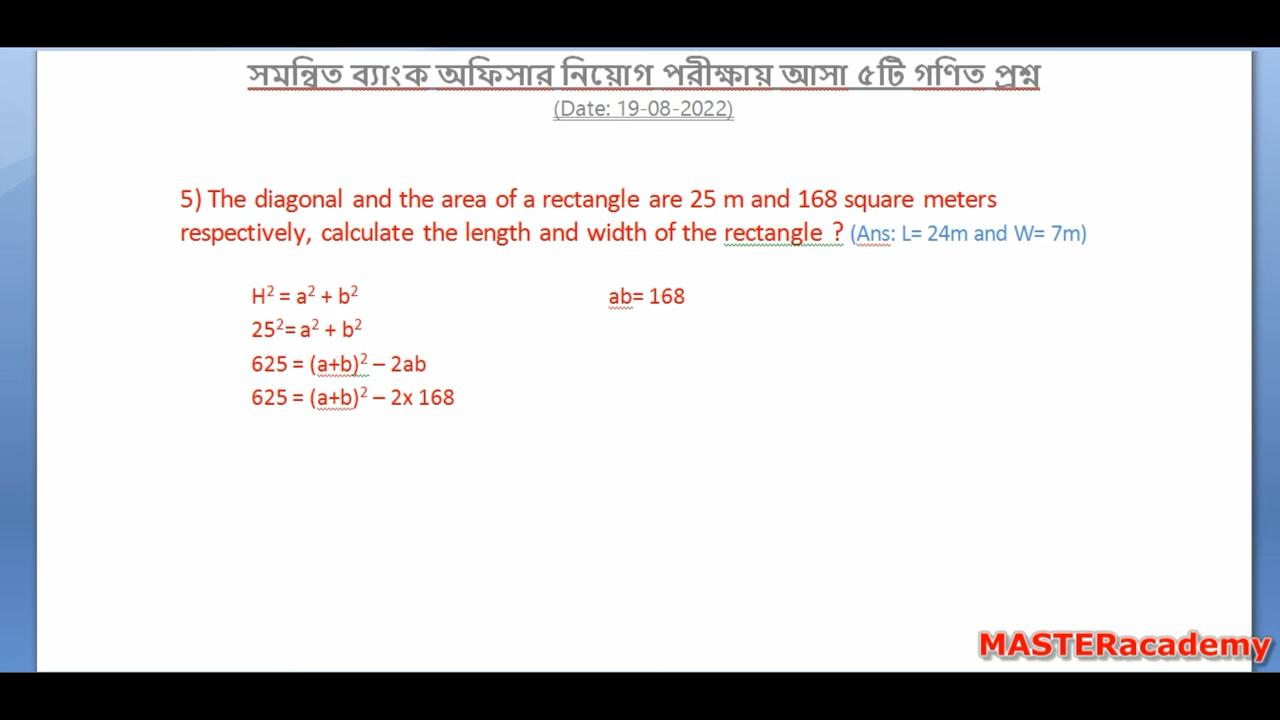 সমন্বিত ব্যাংক অফিসার নিয়োগ পরীক্ষায় আসা ৫টি গণিত প্রশ্ন
(Date: 19-08-2022)
5) The diagonal and the area of a rectangle are 25 m and 168 square meters
respectively, calculate the length and width of the rectangle ? (Ans: L= 24m and W= 7m)
H² = a² + b²
ab= 168
25²= a² + b²
625 = (a+b)² – 2ab
625 = (a+b)² – 2x 168
MASTERacademy